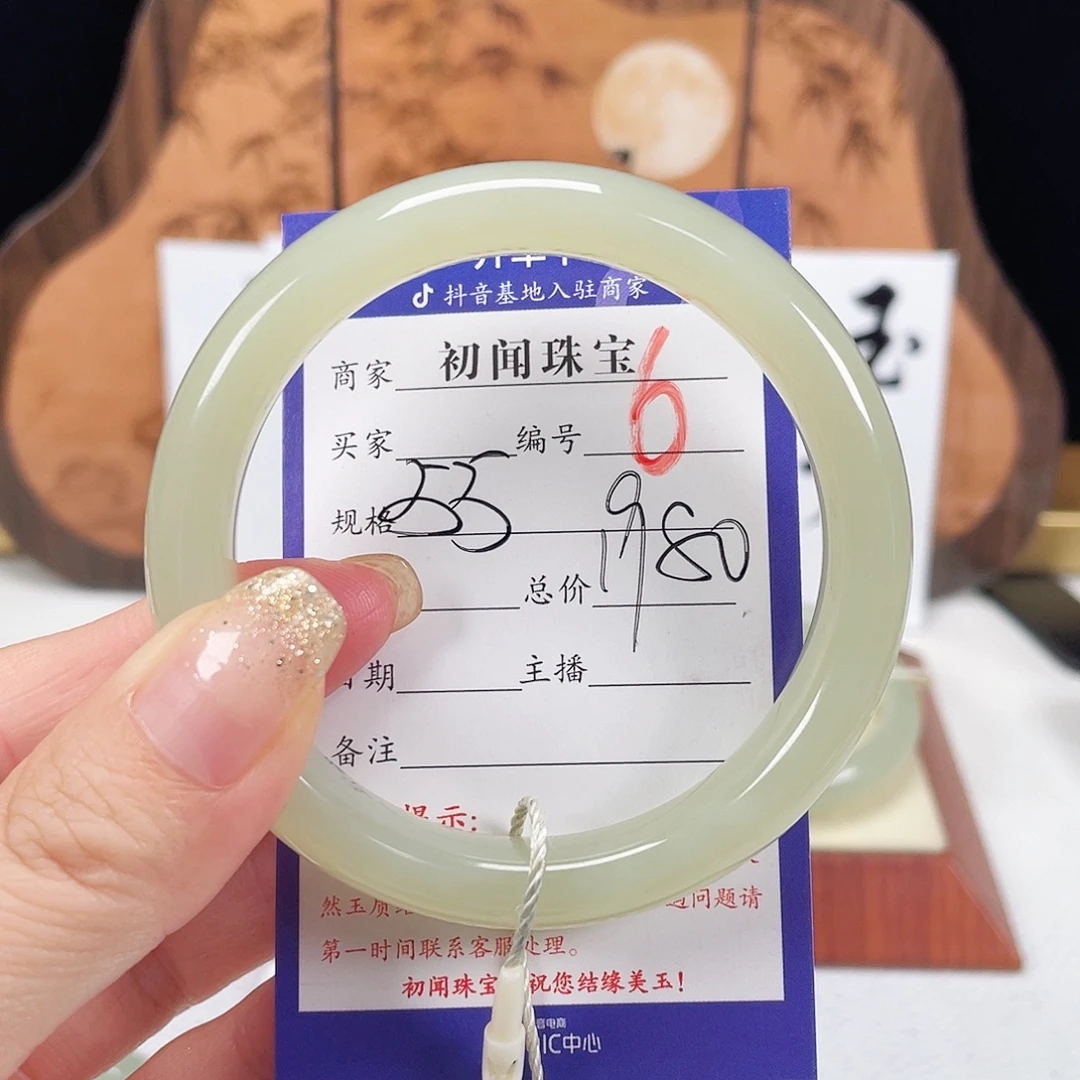 抖音基地入驻商家
商家 初闻珠宝
买家 编号 6
规格 55
总价 1980
期 主播
备注
提示:
然玉质 问题请
第一时间联系客服处理。
初闻珠宝 祝您结缘美玉!
音电商
IC中心
玉